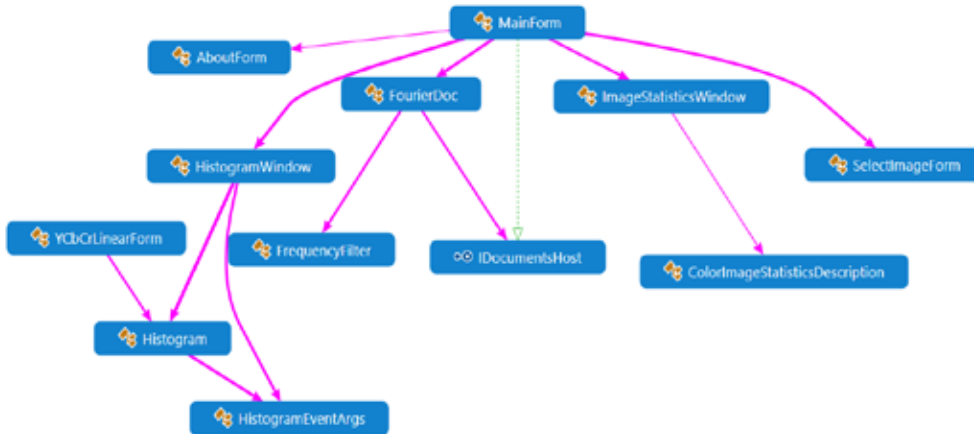 MainForm
AboutForm
FourierDoc
ImageStatisticsWindow
HistogramWindow
SelectImageForm
YCbCrLinearForm
FrequencyFilter
IDocumentsHost
ColorImageStatisticsDescription
Histogram
HistogramEventArgs